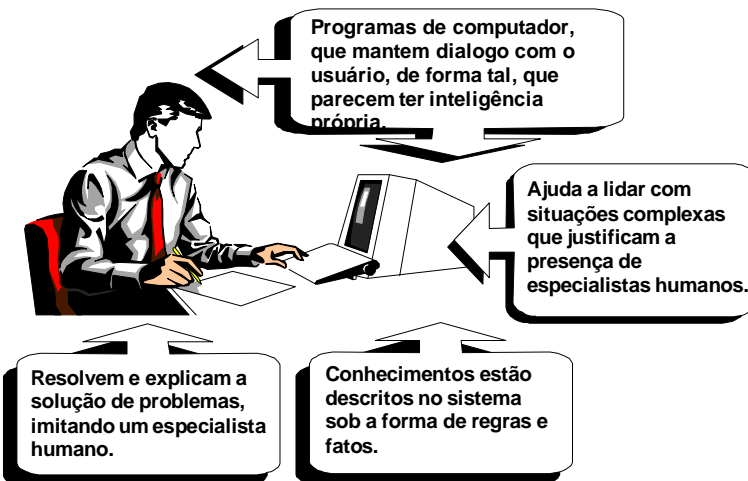 Programas de computador,
que mantem dialogo com o
usuário, de forma tal, que
parecem ter inteligência
própria.
Ajuda a lidar com
situações complexas
que justificam a
presença de
especialistas humanos.
Resolvem e explicam a
solução de problemas,
imitando um especialista
humano.
Conhecimentos estão
descritos no sistema
sob a forma de regras e
fatos.